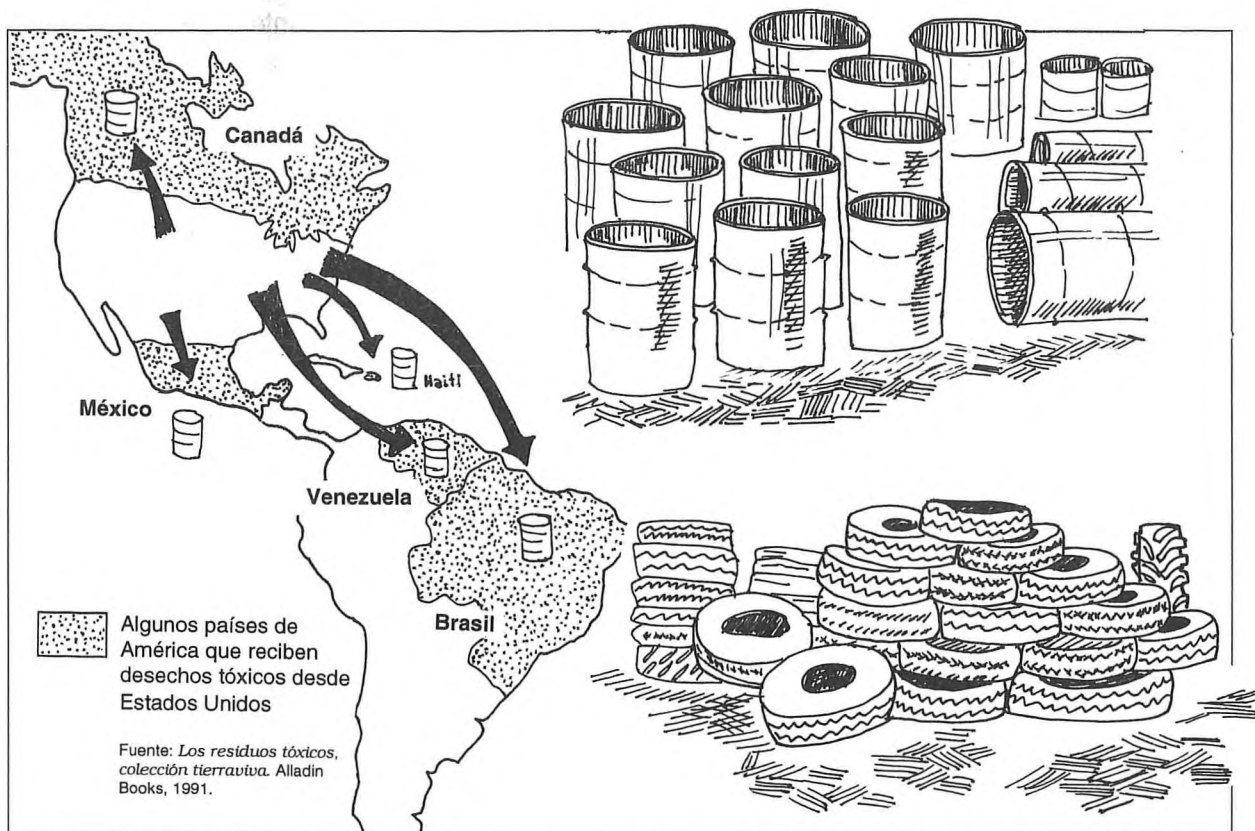 Canadá
Haití
México
Venezuela
Brasil
Algunos países de
América que reciben
desechos tóxicos desde
Estados Unidos
Fuente: Los residuos tóxicos,
colección tierraviva. Alladin
Books, 1991.